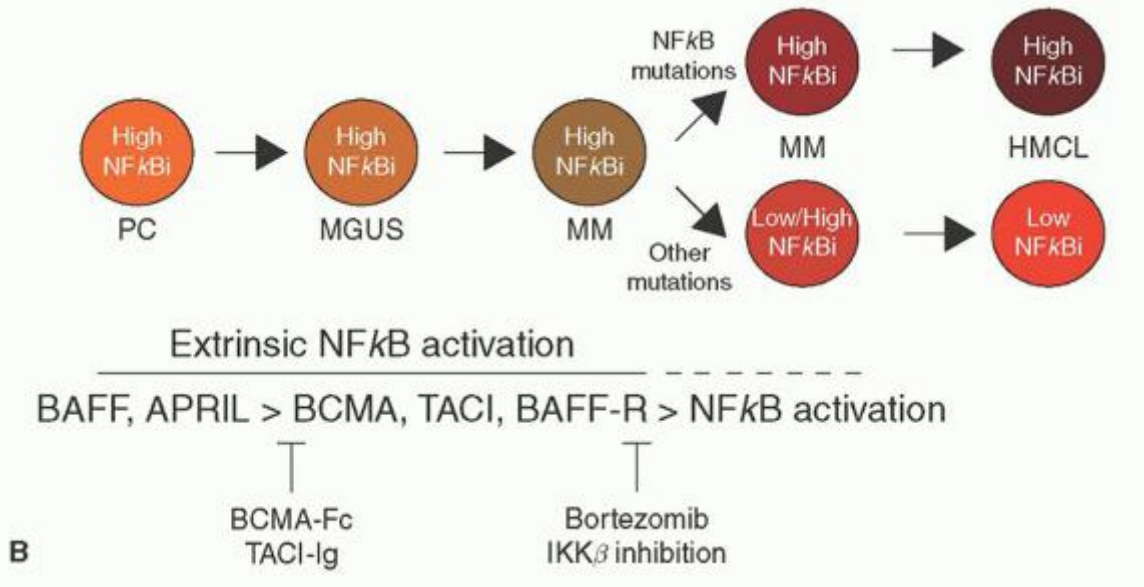 High
NFkBi
PC
High
NFkBi
MGUS
High
NFkBi
MM
NFkB
mutations
High
NFkBi
MM
High
NFkBi
HMCL
Other
mutations
Low/High
NFkBi
Low
NFkBi
Extrinsic NFkB activation
BAFF, APRIL > BCMA, TACI, BAFF-R > NFkB activation
BCMA-Fc
TACI-Ig
Bortezomib
IKKβ inhibition
B